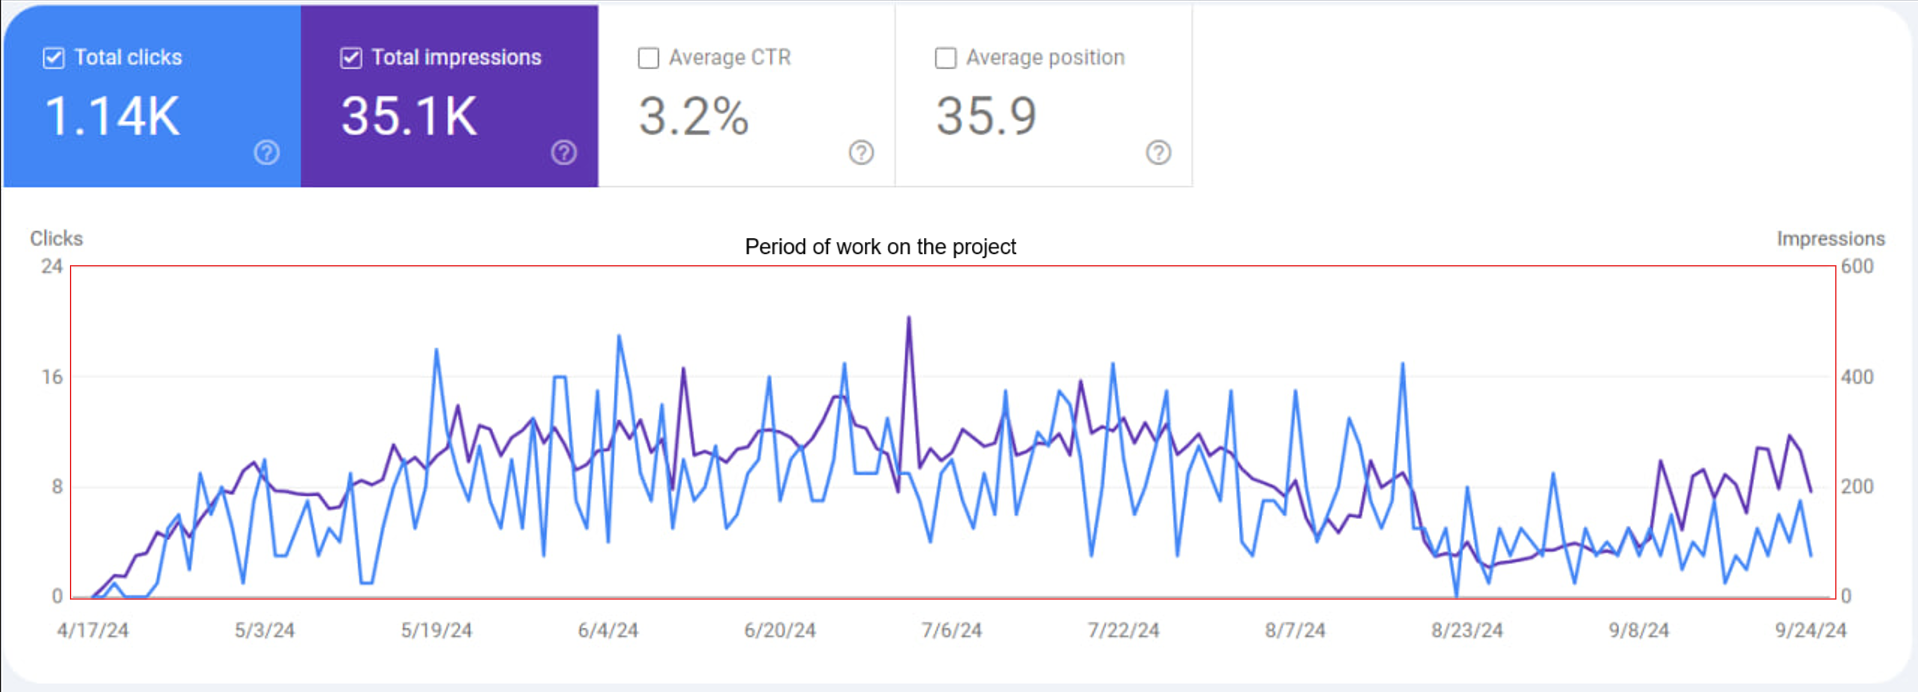 Total clicks
1.14K
Total impressions
35.1K
Average CTR
3.2%
Average position
35.9
Clicks
Period of work on the project
Impressions
24
600
16
400
8
200
0
0
4/17/24 5/3/24 5/19/24 6/4/24 6/20/24 7/6/24 7/22/24 8/7/24 8/23/24 9/8/24 9/24/24